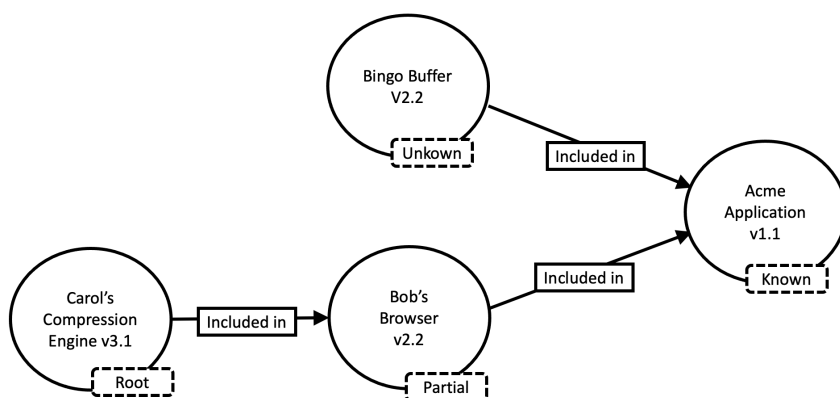 Bingo Buffer
V2.2
Unkown
Included in
Acme
Application
v1.1
Known
Included in
Carol's
Compression
Engine v3.1
Root
Included in
Bob's
Browser
v2.2
Partial